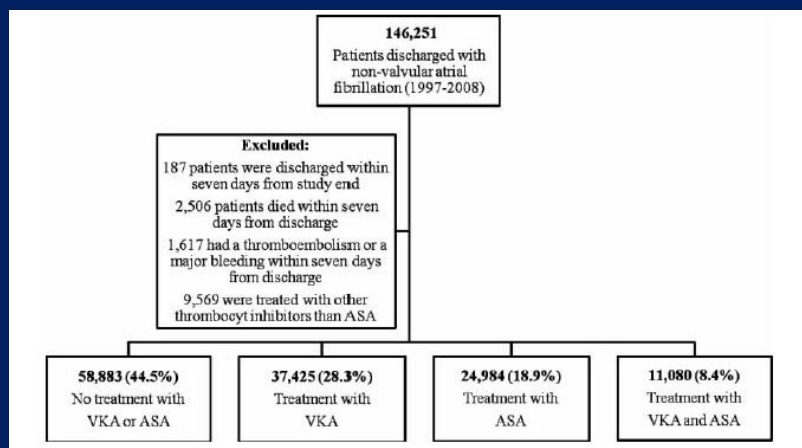 146,251
Patients discharged with
non-valvular atrial
fibrillation (1997-2008)
Excluded:
187 patients were discharged within
seven days from study end
2,506 patients died within seven
days from discharge
1,617 had a thromboembolism or a
major bleeding within seven days
from discharge
9,569 were treated with other
thrombocyt inhibitors than ASA
58,883 (44.5%)
No treatment with
VKA or ASA
37,425 (28.3%)
Treatment with
VKA
24,984 (18.9%)
Treatment with
ASA
11,080 (8.4%)
Treatment with
VKA and ASA